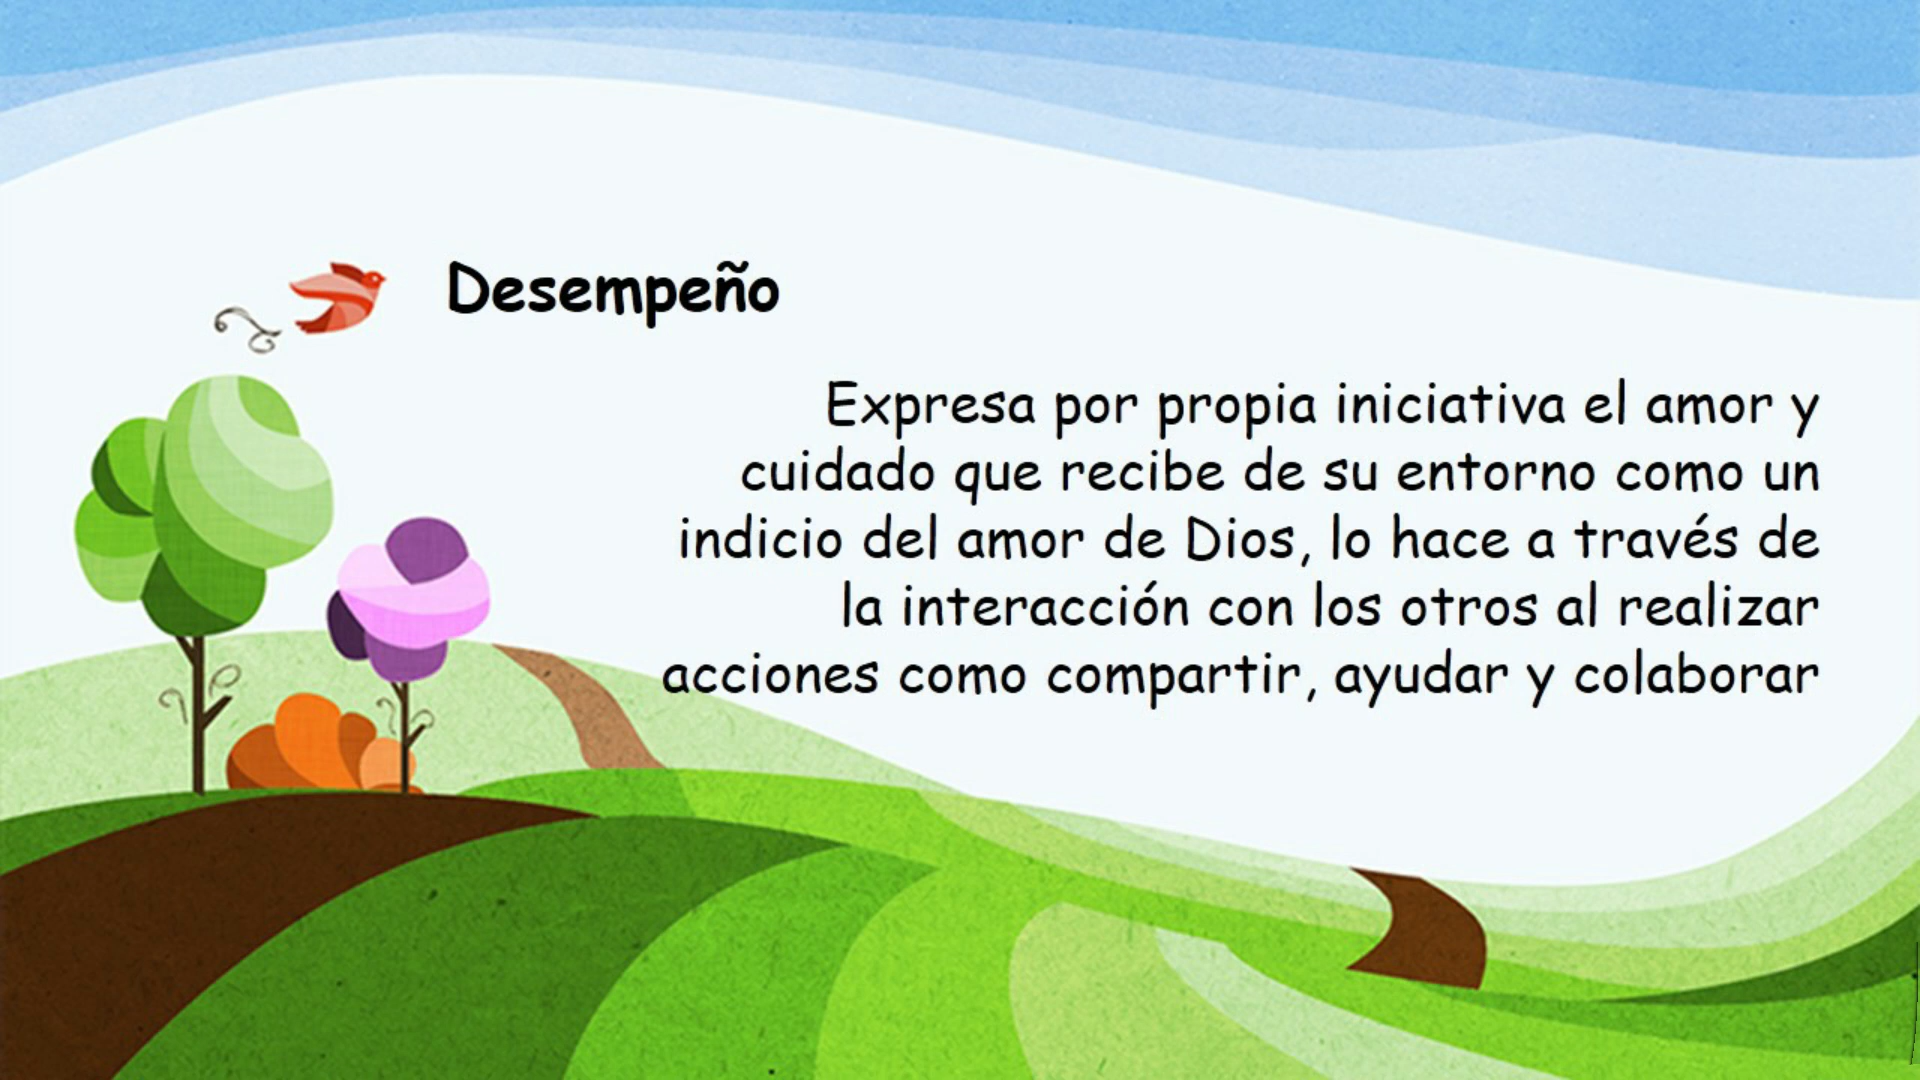 Desempeño
Expresa por propia iniciativa el amor y
cuidado que recibe de su entorno como un
indicio del amor de Dios, lo hace a través de
la interacción con los otros al realizar
acciones como compartir, ayudar y colaborar